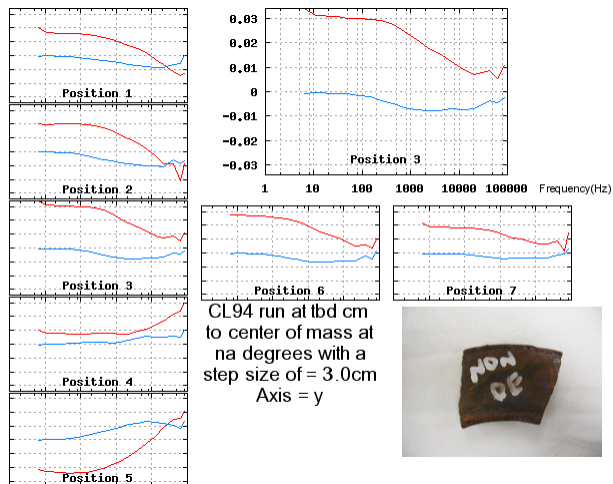 Position 1
Position 2
Position 3
Position 4
Position 5
0.03
0.02
0.01
0
-0.01
-0.02
-0.03
Position 3
1 10 100 1000 10000 100000 Frequency(Hz)
Position 6
Position 7
CL94 run at tbd cm
to center of mass at
na degrees with a
step size of = 3.0cm
Axis = y
NON
DE